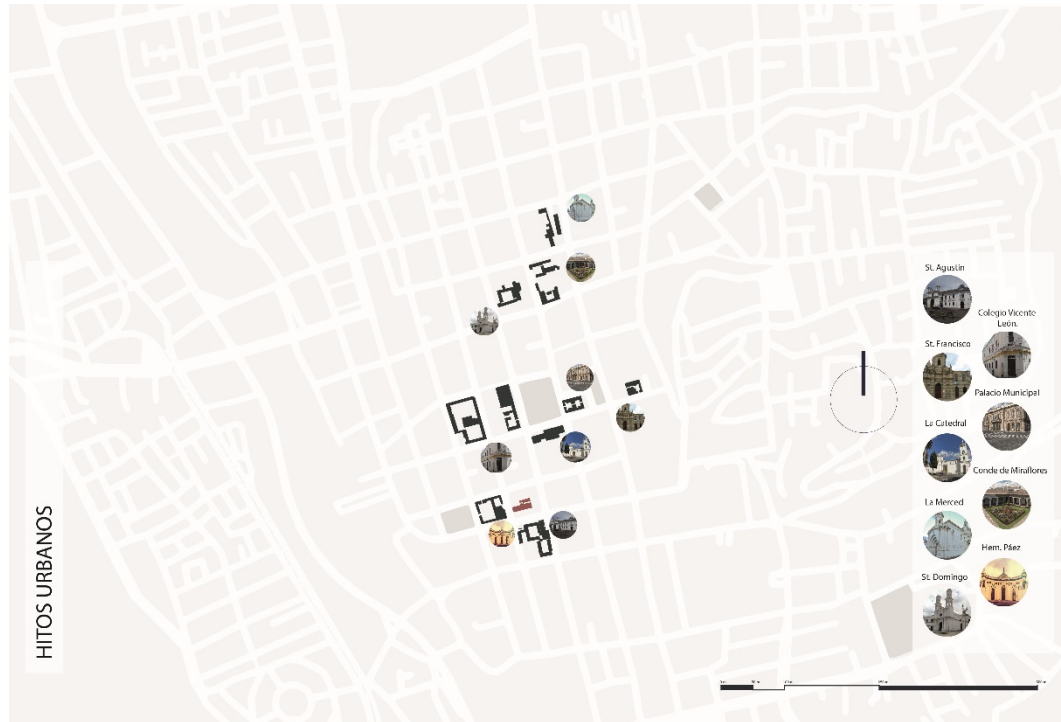 HITOS URBANOS
St. Agustín
Colegio Vicente
León.
St. Francisco
Palacio Municipal
La Catedral
Conde de Miraflores
La Merced
Hem. Páez
St. Domingo